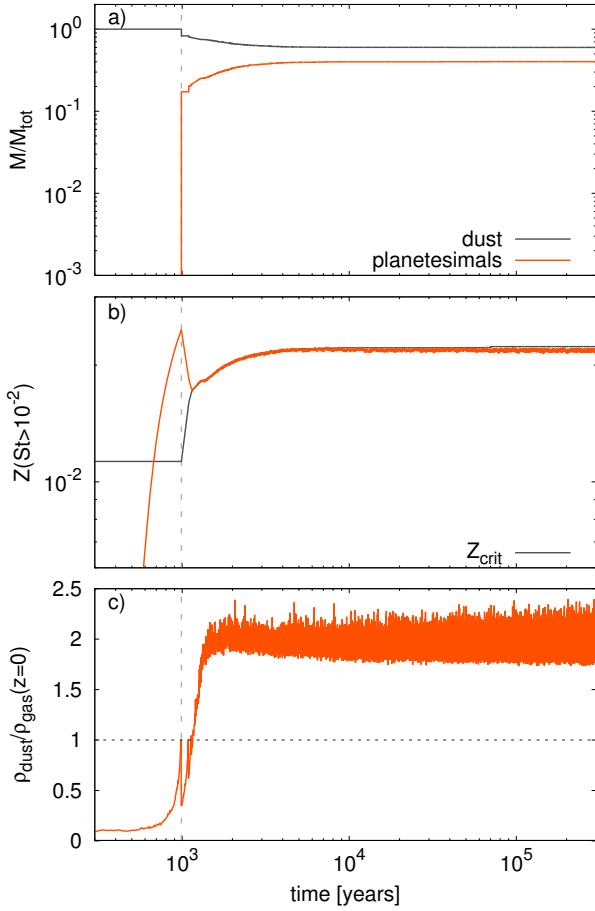 a)
10^0
10^-1
10^-2
10^-3
M/M_tot
dust
planetesimals
b)
10^-2
Z(St>10^-2)
Z_crit
c)
2.5
2
1.5
1
0.5
0
ρ_dust/ρ_gas(z=0)
10^3 10^4 10^5
time [years]